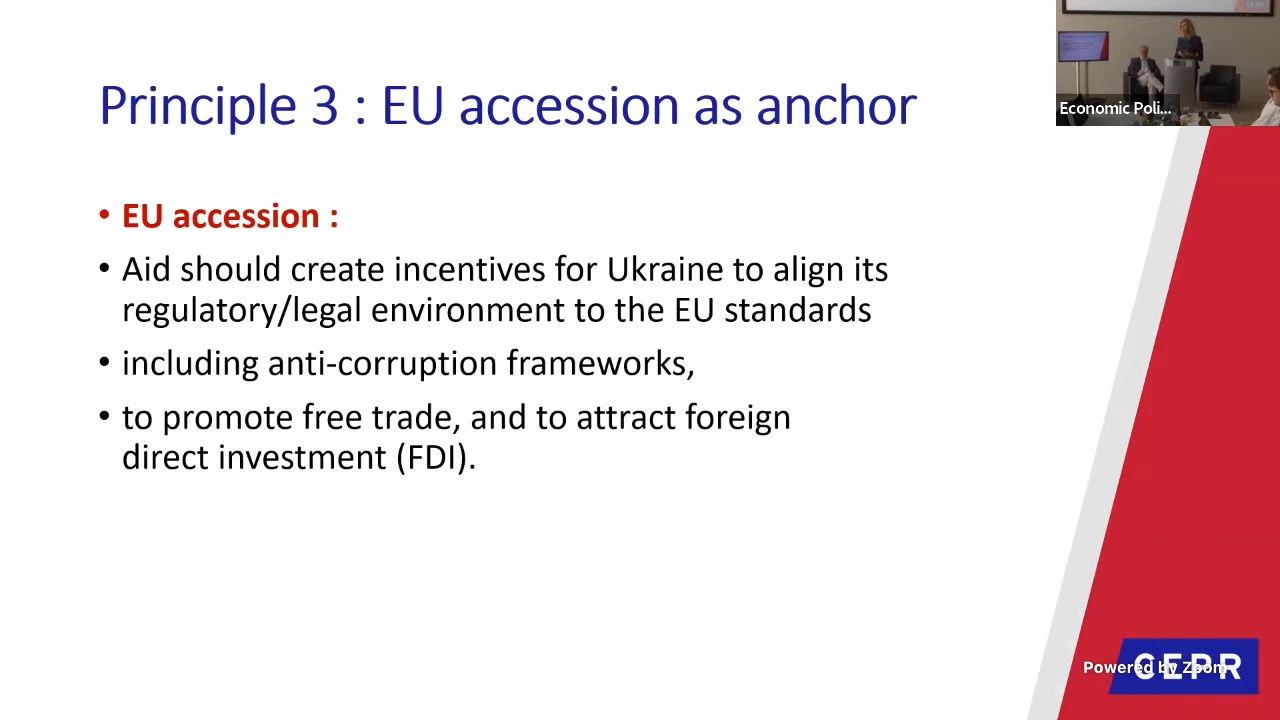 Principle 3 : EU accession as anchor
• EU accession :
• Aid should create incentives for Ukraine to align its
regulatory/legal environment to the EU standards
• including anti-corruption frameworks,
• to promote free trade, and to attract foreign
direct investment (FDI).
Economic Poli...
CEPR
Powered by Zoom